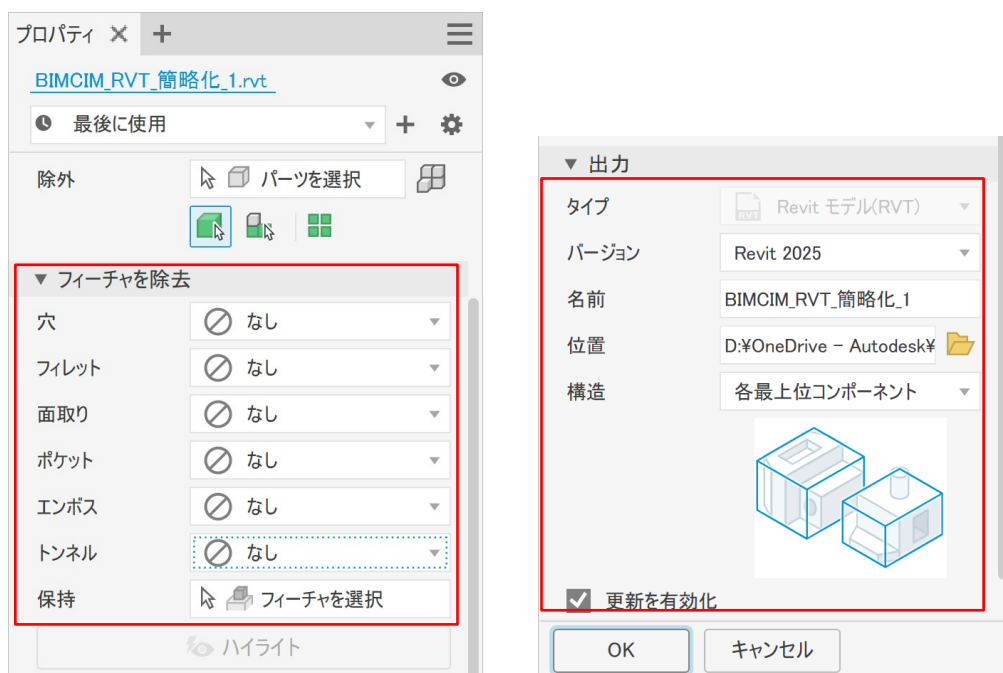 プロパティ
BIMCIM_RVT_簡略化_1.rvt
最後に使用
除外 パーツを選択
▼ フィーチャを除去
穴 なし
フィレット なし
面取り なし
ポケット なし
エンボス なし
トンネル なし
保持 フィーチャを選択
ハイライト
▼ 出力
タイプ RVT Revit モデル(RVT)
バージョン Revit 2025
名前 BIMCIM_RVT_簡略化_1
位置 D:¥OneDrive - Autodesk¥
構造 各最上位コンポーネント
更新を有効化
OK キャンセル